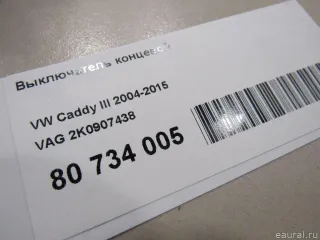 Выключатель концевой
VW Caddy III 2004-2015
VAG 2K0907438
80 734 005
eaural.ru